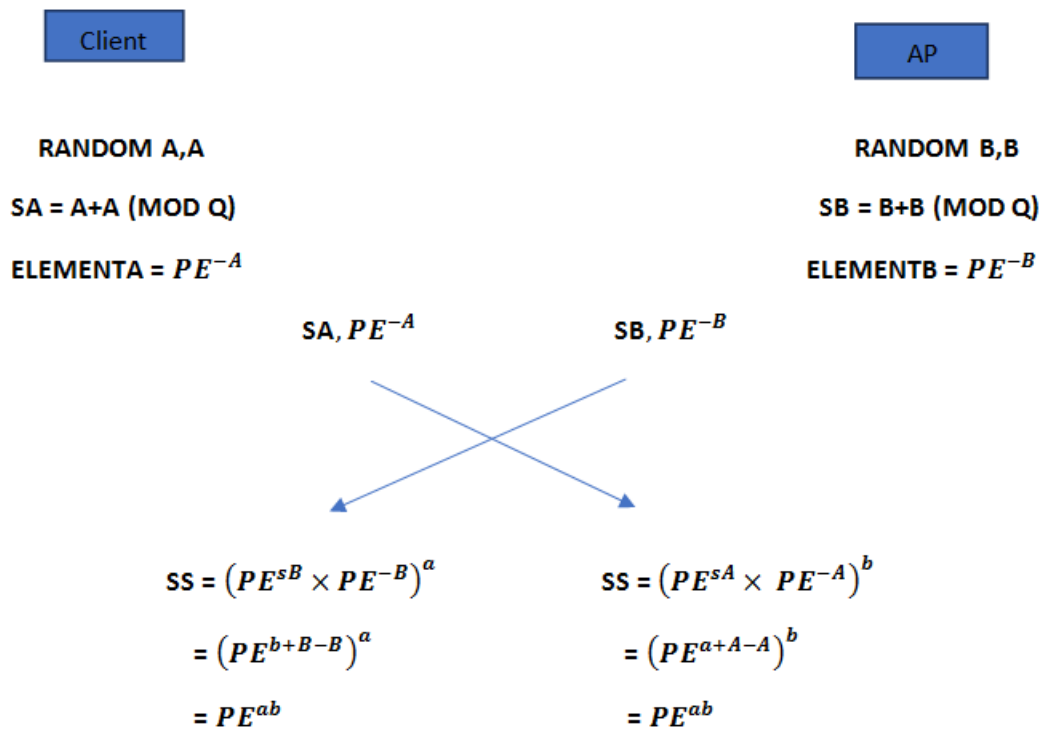 Client
AP
RANDOM A,A
RANDOM B,B
SA = A+A (MOD Q)
SB = B+B (MOD Q)
ELEMENTA = PE^{-A}
ELEMENTB = PE^{-B}
SA, PE^{-A}
SB, PE^{-B}
SS = (PE^{sB} × PE^{-B})^a
= (PE^{b+B-B})^a
= PE^{ab}
SS = (PE^{sA} × PE^{-A})^b
= (PE^{a+A-A})^b
= PE^{ab}